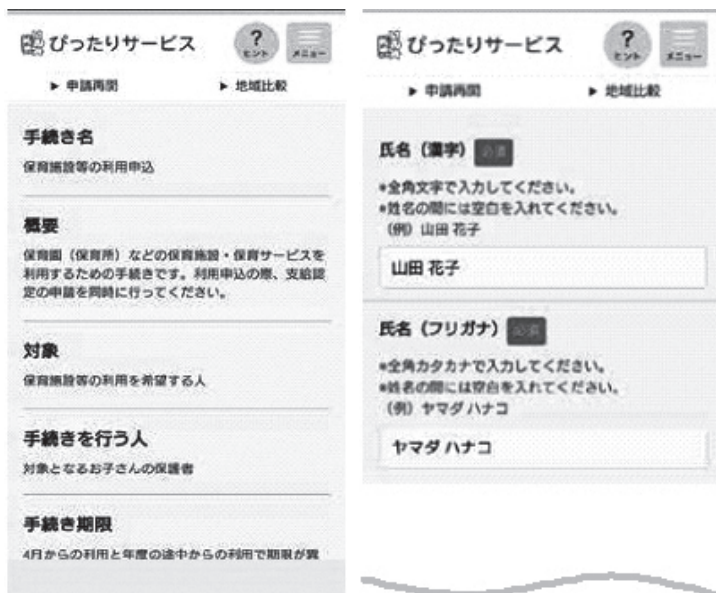 ぴったりサービス
?
ヒント
メニュー
▶ 申請再開
▶ 地域比較
手続き名
保育施設等の利用申込
概要
保育園（保育所）などの保育施設・保育サービスを
利用するための手続きです。利用申込の際、支給認
定の申請を同時に行ってください。
対象
保育施設等の利用を希望する人
手続きを行う人
対象となるお子さんの保護者
手続き期限
4月からの利用と年度の途中からの利用で期限が異
ぴったりサービス
?
ヒント
メニュー
▶ 申請再開
▶ 地域比較
氏名（漢字） 必須
*全角文字で入力してください。
*姓名の間には空白を入れてください。
（例）山田 花子
山田 花子
氏名（フリガナ） 必須
*全角カタカナで入力してください。
*姓名の間には空白を入れてください。
（例）ヤマダ ハナコ
ヤマダ ハナコ